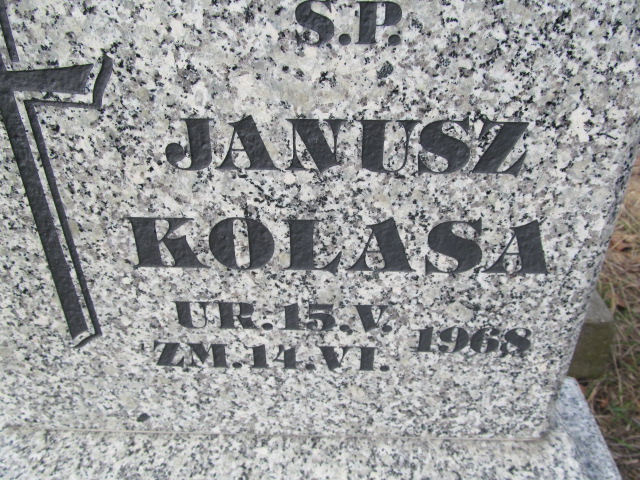 Ś.P.
JANUSZ
KOLASA
UR.15.V. 1968
ZM.14.VI.